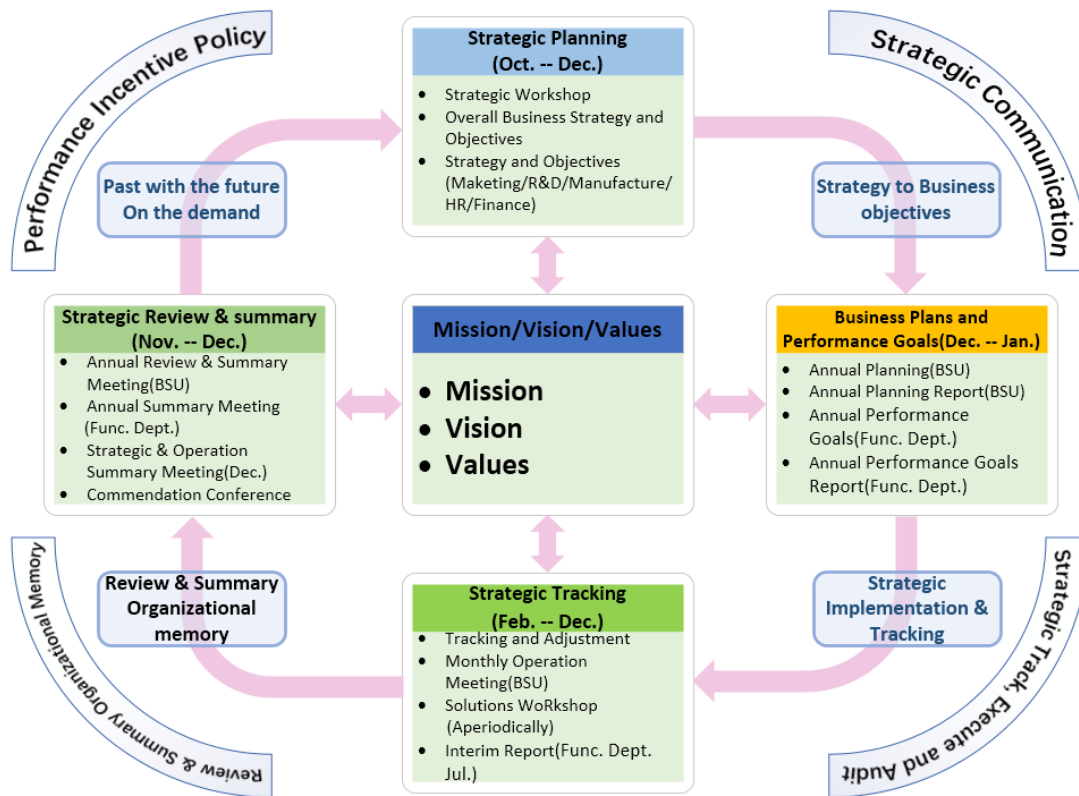 Performance Incentive Policy
Strategic Planning
(Oct. -- Dec.)
• Strategic Workshop
• Overall Business Strategy and
Objectives
• Strategy and Objectives
(Maketing/R&D/Manufacture/
HR/Finance)
Strategic Communication
Past with the future
On the demand
Strategy to Business
objectives
Strategic Review & summary
(Nov. -- Dec.)
• Annual Review & Summary
Meeting(BSU)
• Annual Summary Meeting
(Func. Dept.)
• Strategic & Operation
Summary Meeting(Dec.)
• Commendation Conference
Mission/Vision/Values
• Mission
• Vision
• Values
Business Plans and
Performance Goals(Dec. -- Jan.)
• Annual Planning(BSU)
• Annual Planning Report(BSU)
• Annual Performance
Goals(Func. Dept.)
• Annual Performance Goals
Report(Func. Dept.)
Review & Summary Organizational Memory
Review & Summary
Organizational
memory
Strategic Tracking
(Feb. -- Dec.)
• Tracking and Adjustment
• Monthly Operation
Meeting(BSU)
• Solutions WoRkshop
(Aperiodically)
• Interim Report(Func. Dept.
Jul.)
Strategic
Implementation &
Tracking
Strategic Track, Execute and Audit